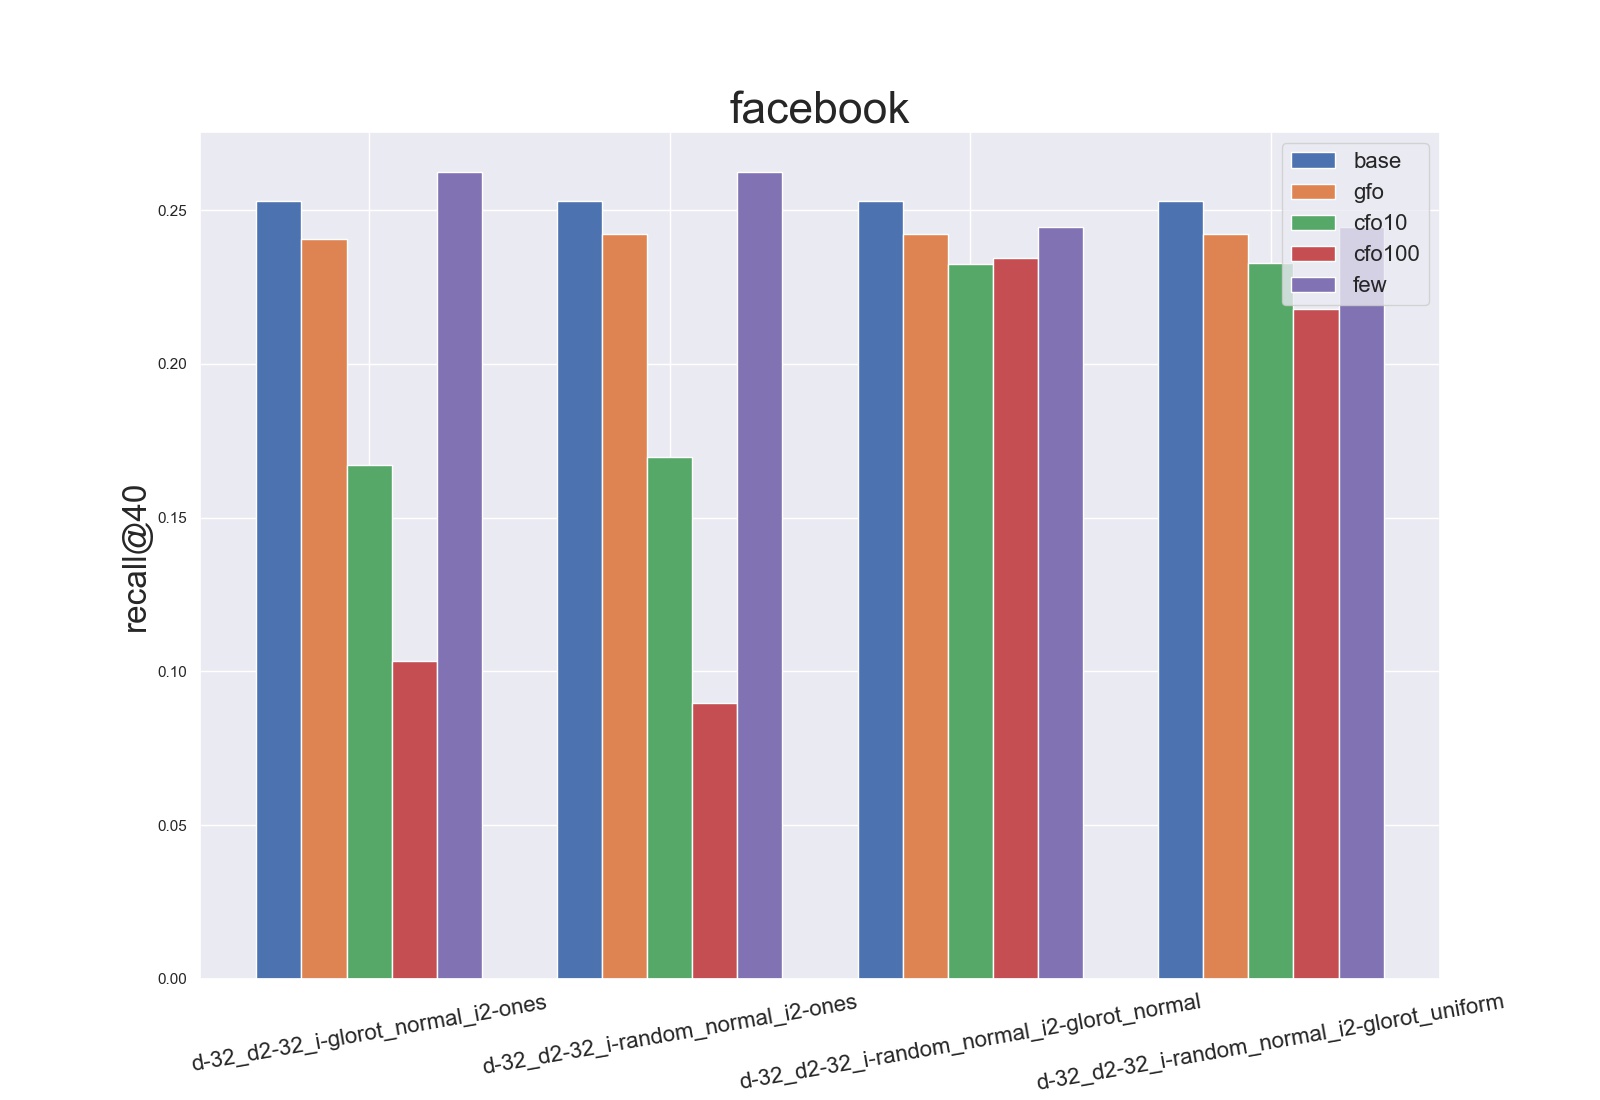 facebook
base
gfo
cfo10
cfo100
few
0.25
0.20
0.15
0.10
0.05
0.00
recall@40
d-32_d2-32_i-glorot_normal_i2-ones
d-32_d2-32_i-random_normal_i2-ones
d-32_d2-32_i-random_normal_i2-glorot_normal
d-32_d2-32_i-random_normal_i2-glorot_uniform